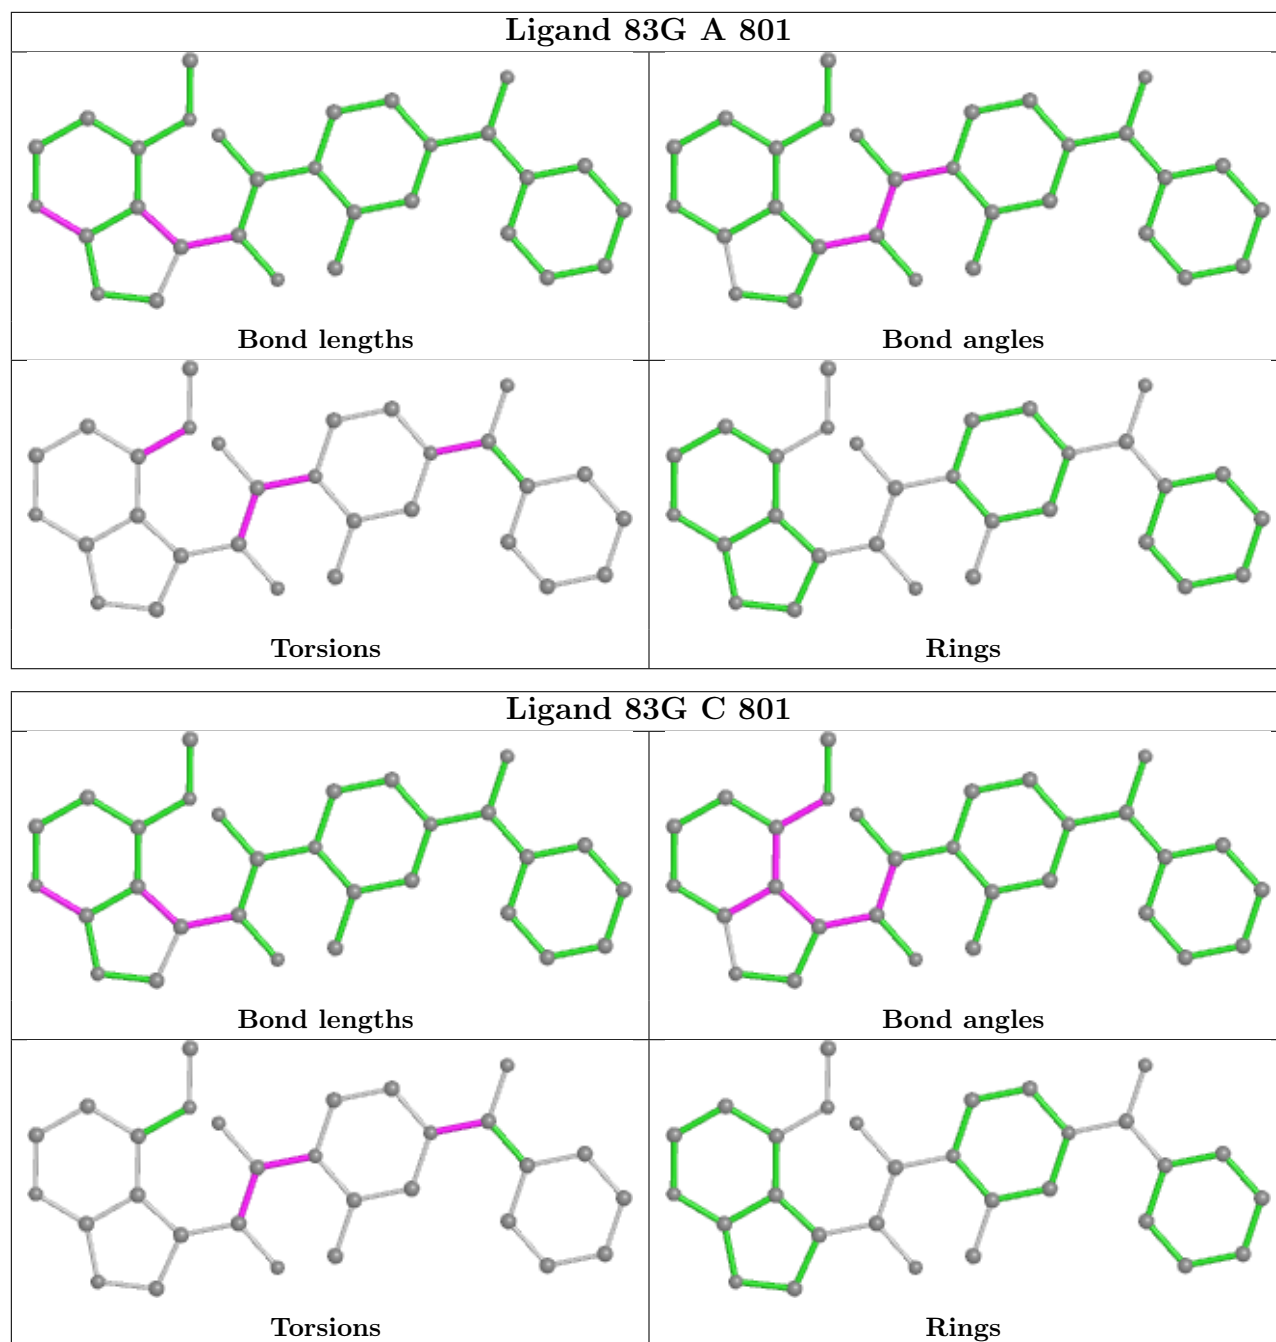 Ligand 83G A 801
Bond lengths
Bond angles
Torsions
Rings
Ligand 83G C 801
Bond lengths
Bond angles
Torsions
Rings